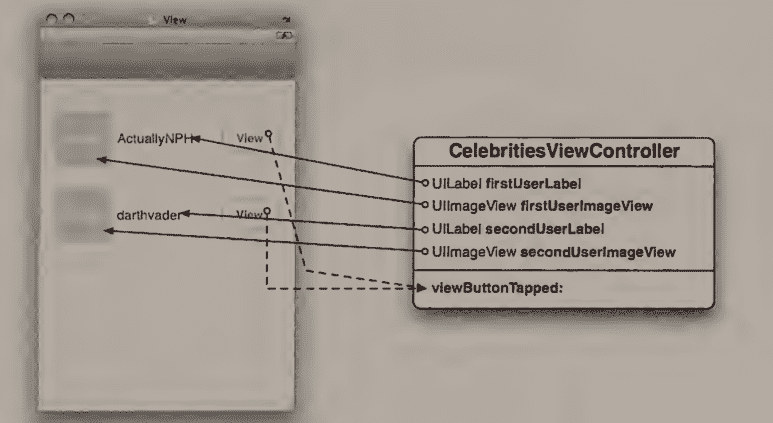 View
ActuallyNPH
View
darthvader
View
CelebritiesViewController
UILabel firstUserLabel
UIImageView firstUserImageView
UILabel secondUserLabel
UIImageView secondUserImageView
viewButtonTapped: